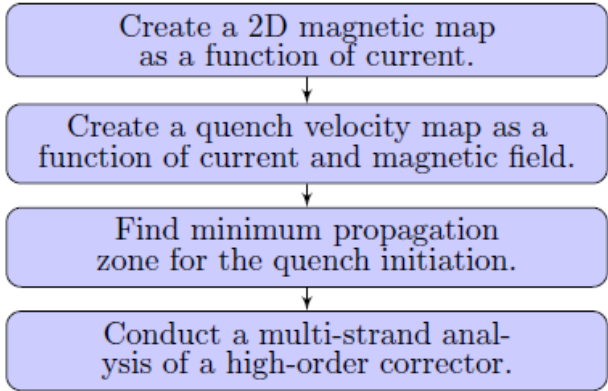 Create a 2D magnetic map
as a function of current.
Create a quench velocity map as a
function of current and magnetic field.
Find minimum propagation
zone for the quench initiation.
Conduct a multi-strand anal-
ysis of a high-order corrector.